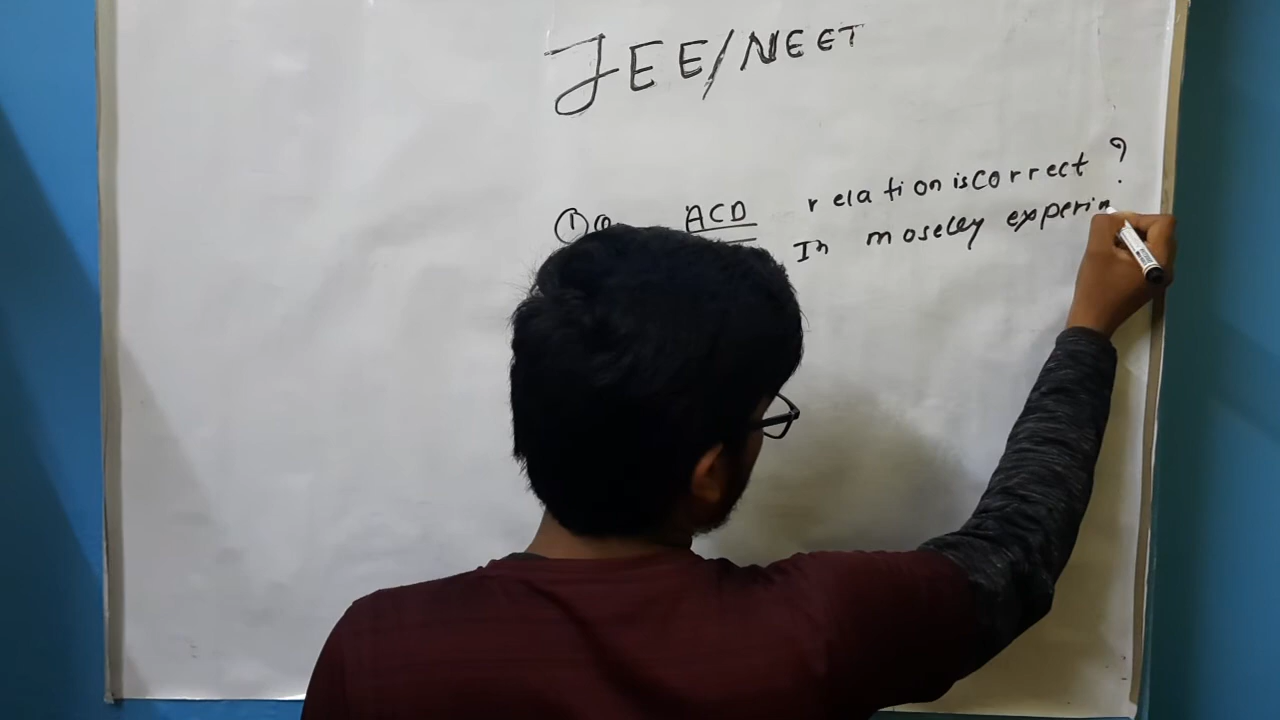 JEE/NEET
① Q ACD relation is correct ?
In moseley experim